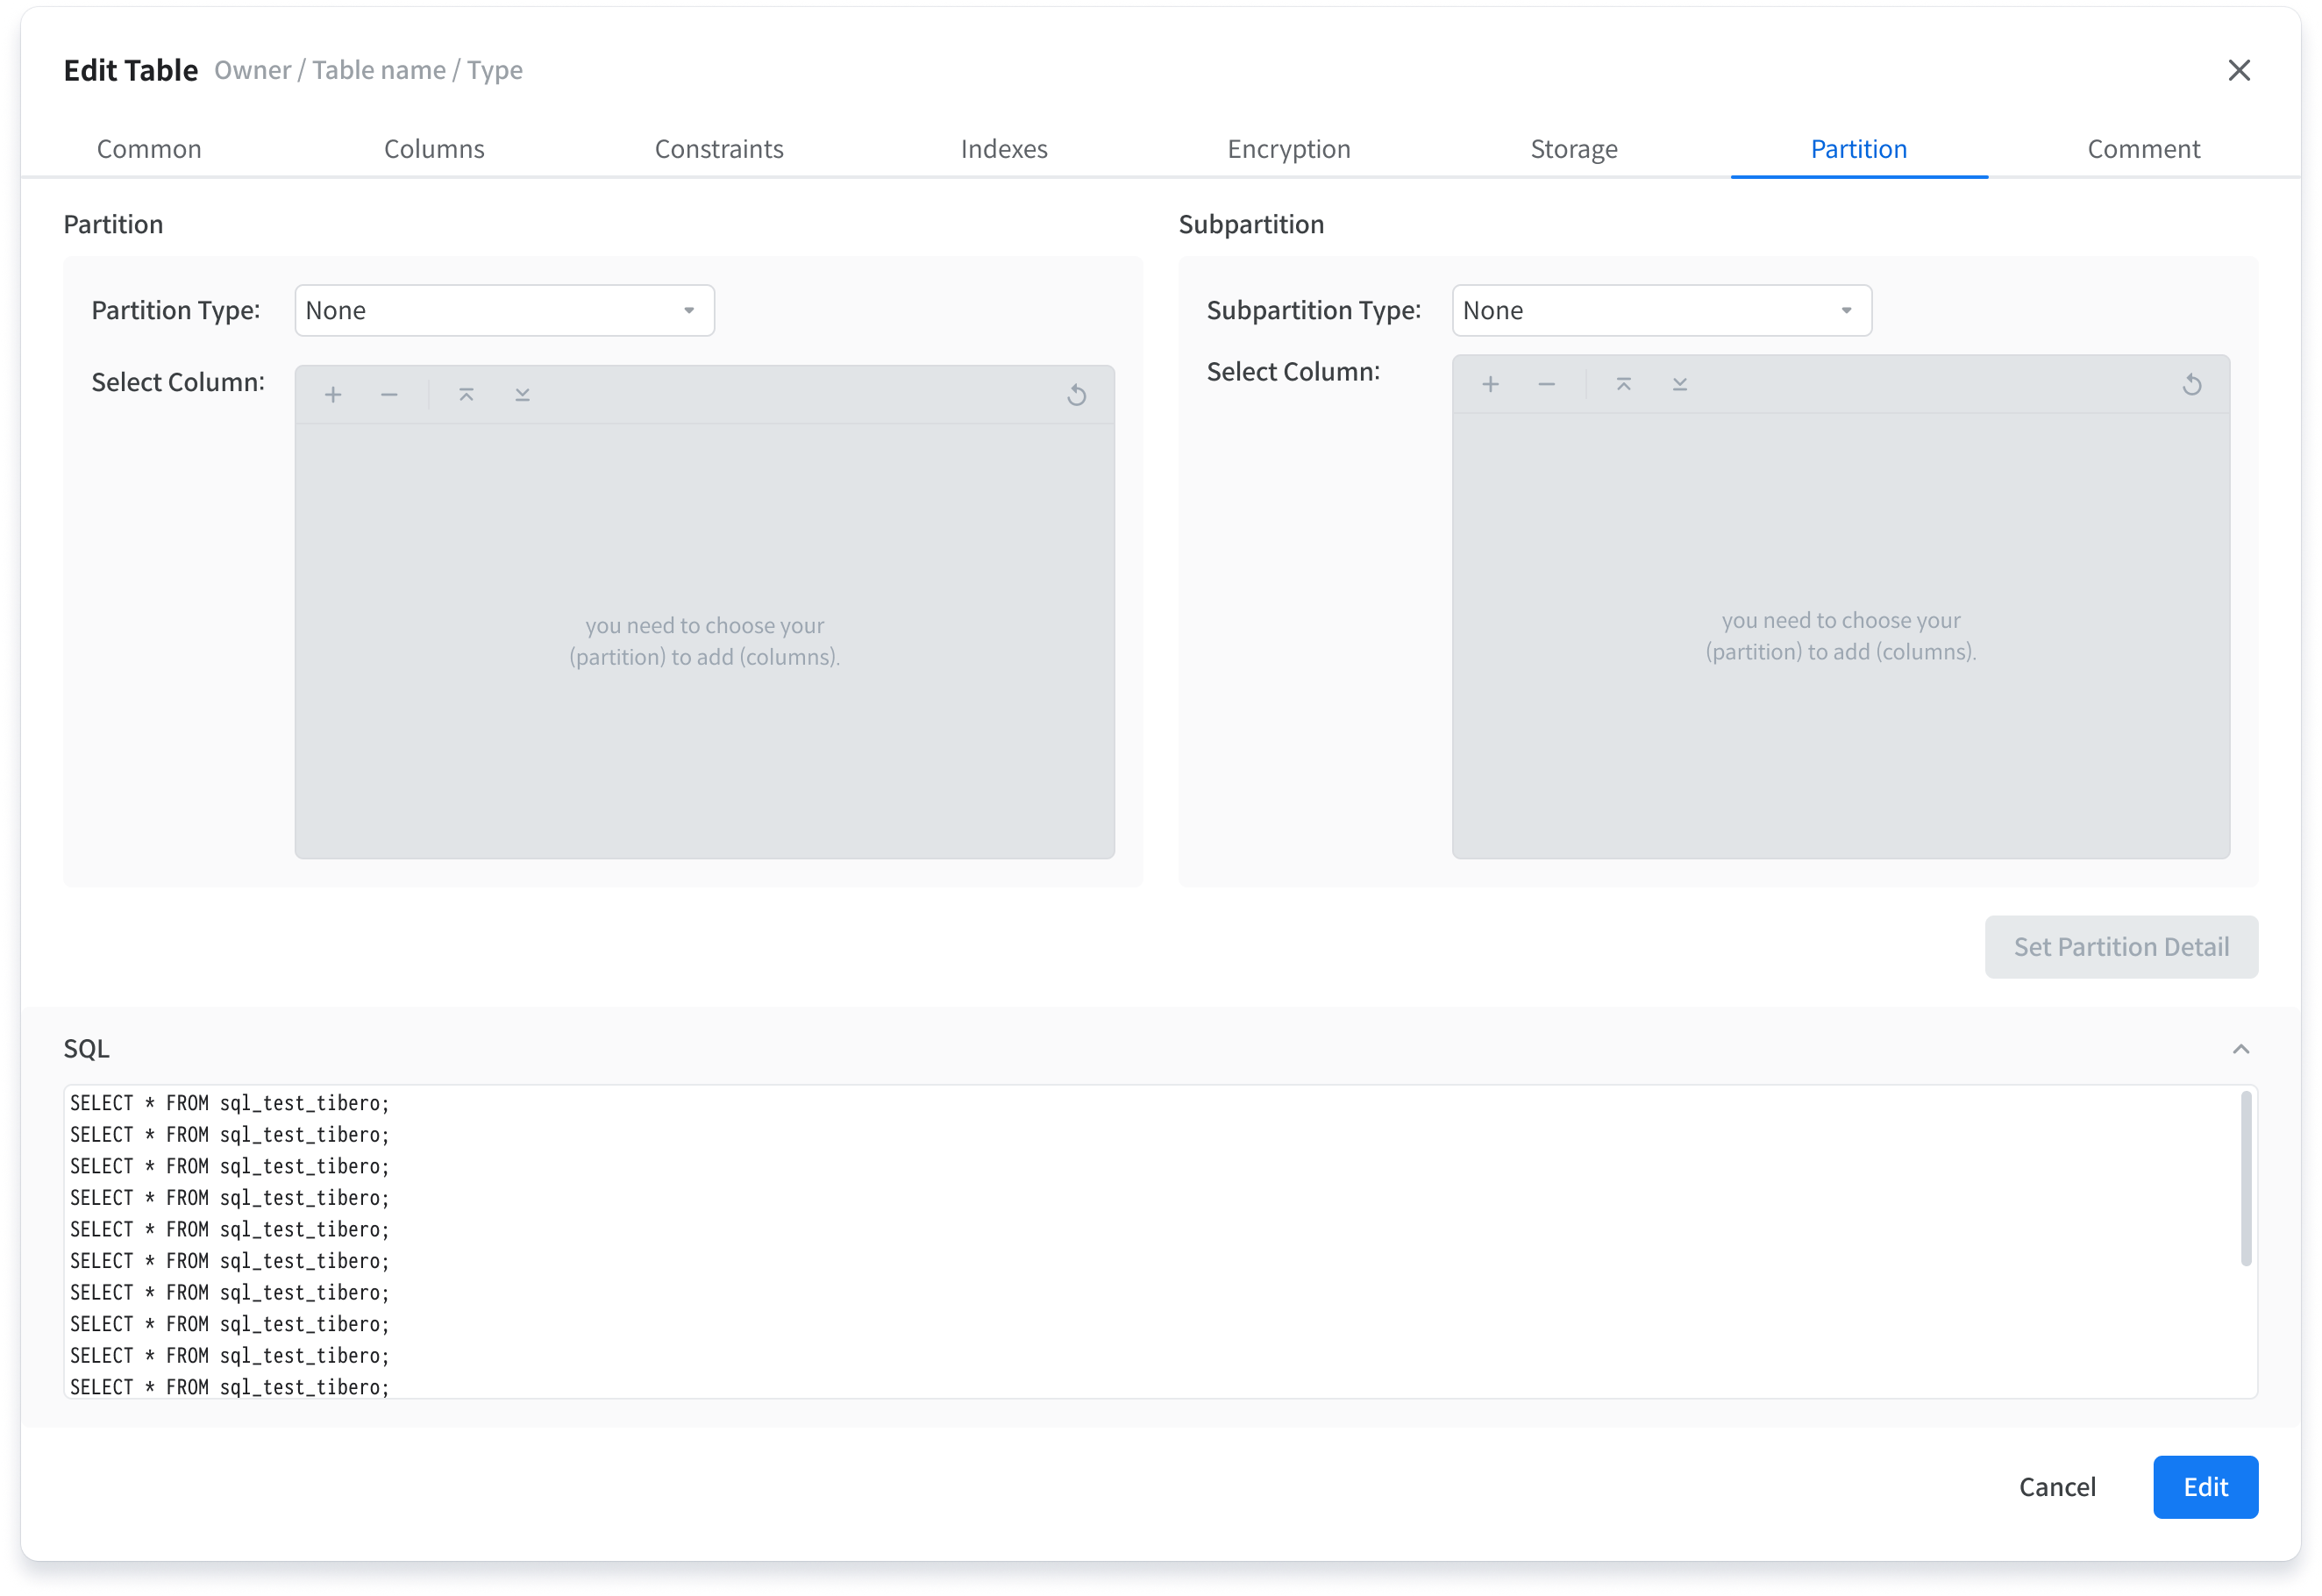 Edit Table Owner / Table name / Type
Common Columns Constraints Indexes Encryption Storage Partition Comment
Partition
Partition Type: None
Select Column:
you need to choose your
(partition) to add (columns).
Subpartition
Subpartition Type: None
Select Column:
you need to choose your
(partition) to add (columns).
Set Partition Detail
SQL
SELECT * FROM sql_test_tibero;
SELECT * FROM sql_test_tibero;
SELECT * FROM sql_test_tibero;
SELECT * FROM sql_test_tibero;
SELECT * FROM sql_test_tibero;
SELECT * FROM sql_test_tibero;
SELECT * FROM sql_test_tibero;
SELECT * FROM sql_test_tibero;
SELECT * FROM sql_test_tibero;
SELECT * FROM sql_test_tibero;
Cancel Edit